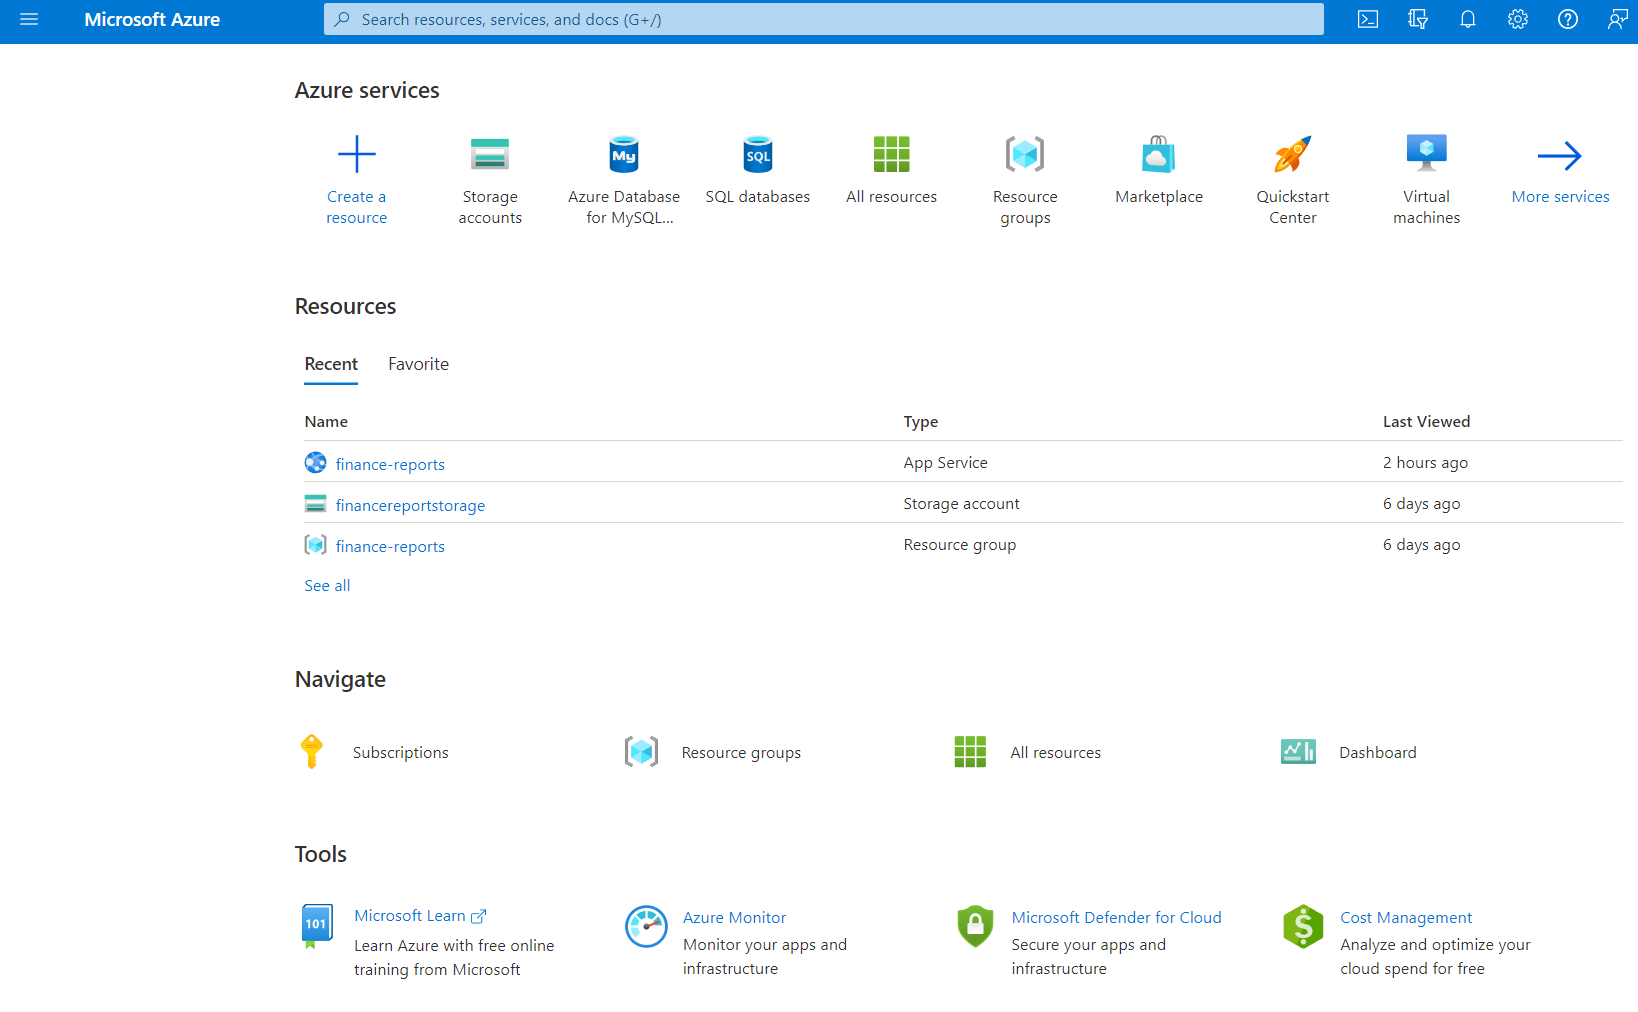 Microsoft Azure
Search resources, services, and docs (G+/)
Azure services
Create a
resource
Storage
accounts
My
Azure Database
for MySQL...
SQL
SQL databases
All resources
Resource
groups
Marketplace
Quickstart
Center
Virtual
machines
More services
Resources
Recent Favorite
Name Type Last Viewed
finance-reports App Service 2 hours ago
financereportstorage Storage account 6 days ago
finance-reports Resource group 6 days ago
See all
Navigate
Subscriptions Resource groups All resources Dashboard
Tools
101
Microsoft Learn
Learn Azure with free online
training from Microsoft
Azure Monitor
Monitor your apps and
infrastructure
Microsoft Defender for Cloud
Secure your apps and
infrastructure
$
Cost Management
Analyze and optimize your
cloud spend for free